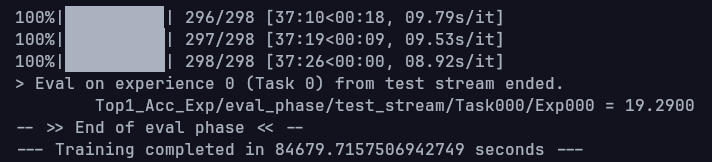 100%|██████████| 296/298 [37:10<00:18, 09.79s/it]
100%|██████████| 297/298 [37:19<00:09, 09.53s/it]
100%|██████████| 298/298 [37:26<00:00, 08.92s/it]
> Eval on experience 0 (Task 0) from test stream ended.
        Top1_Acc_Exp/eval_phase/test_stream/Task000/Exp000 = 19.2900
-- >> End of eval phase << --
--- Training completed in 84679.7157506942749 seconds ---